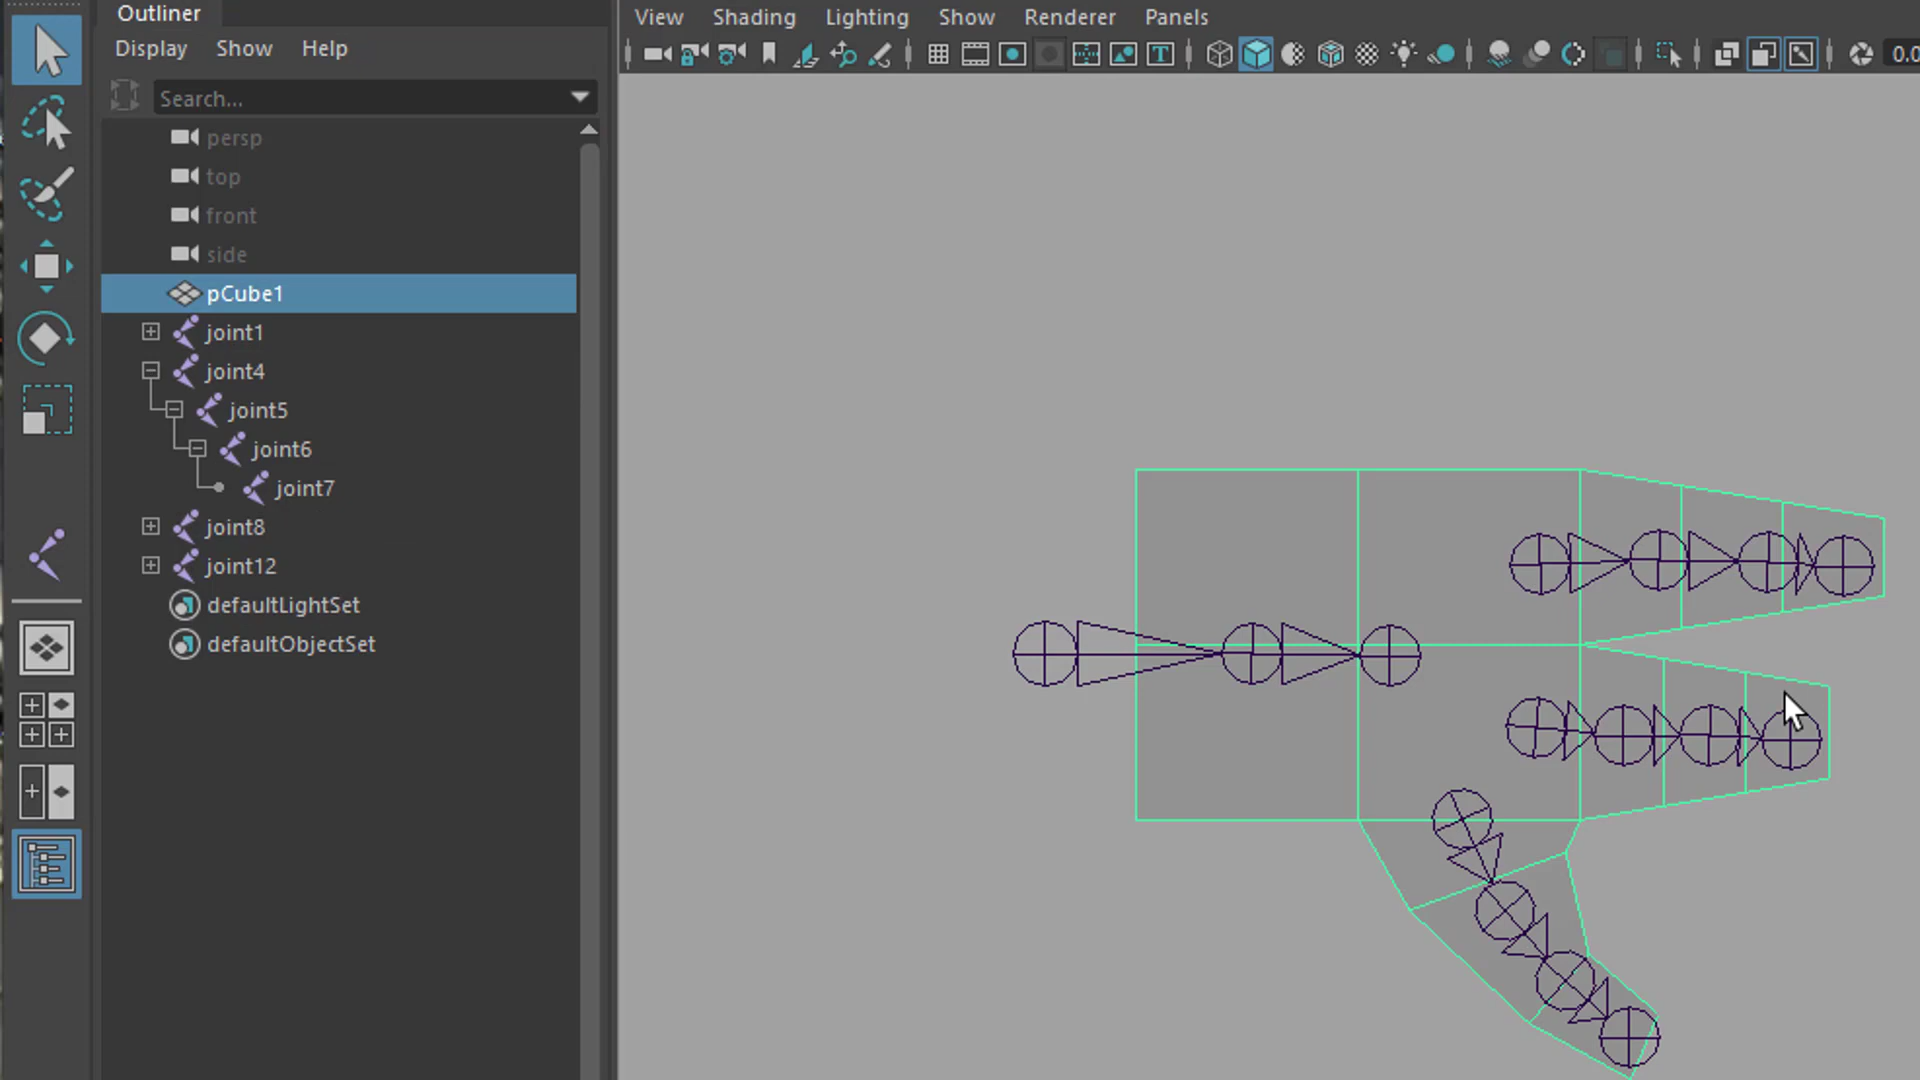 Outliner
Display Show Help
Search...
persp
top
front
side
pCube1
joint1
joint4
joint5
joint6
joint7
joint8
joint12
defaultLightSet
defaultObjectSet
View Shading Lighting Show Renderer Panels
T
0.0